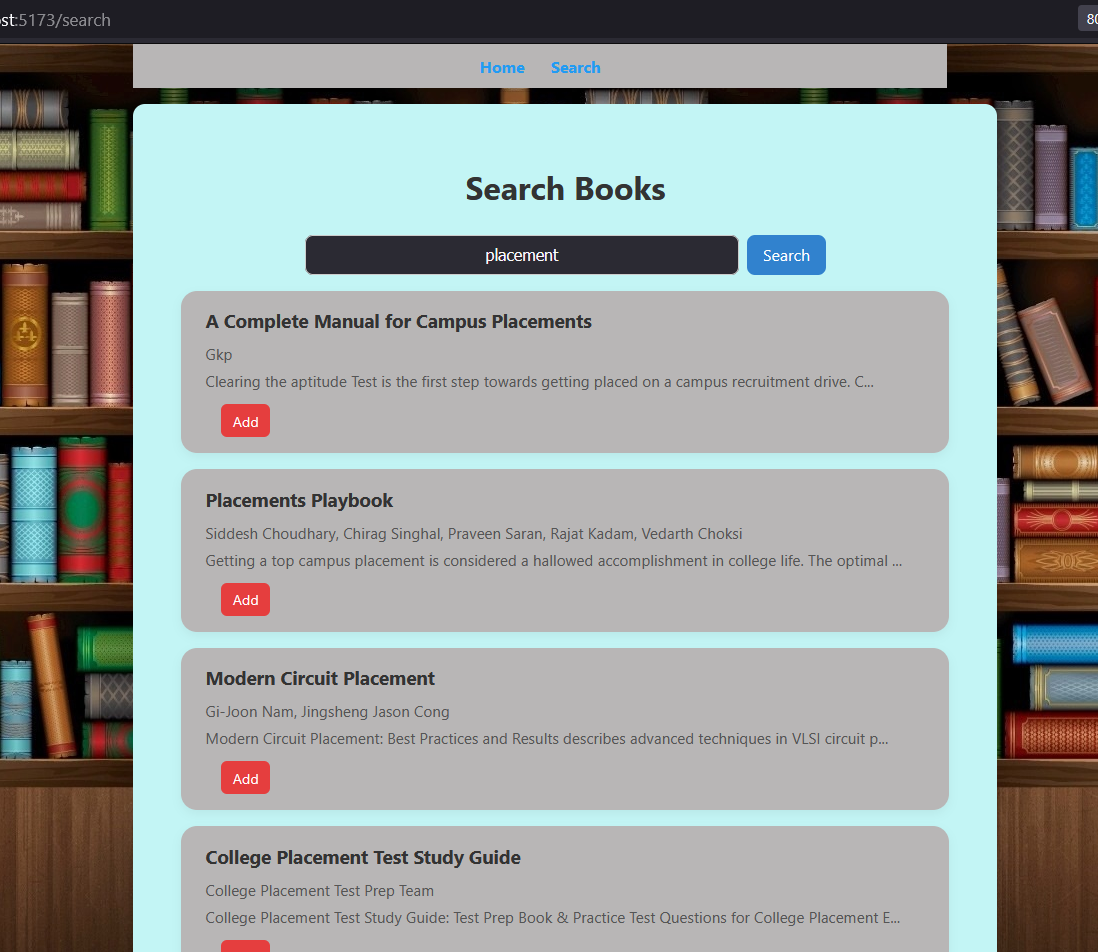 st:5173/search
80
Home Search
Search Books
placement Search
A Complete Manual for Campus Placements
Gkp
Clearing the aptitude Test is the first step towards getting placed on a campus recruitment drive. C...
Add
Placements Playbook
Siddesh Choudhary, Chirag Singhal, Praveen Saran, Rajat Kadam, Vedarth Choksi
Getting a top campus placement is considered a hallowed accomplishment in college life. The optimal ...
Add
Modern Circuit Placement
Gi-Joon Nam, Jingsheng Jason Cong
Modern Circuit Placement: Best Practices and Results describes advanced techniques in VLSI circuit p...
Add
College Placement Test Study Guide
College Placement Test Prep Team
College Placement Test Study Guide: Test Prep Book & Practice Test Questions for College Placement E...
Add